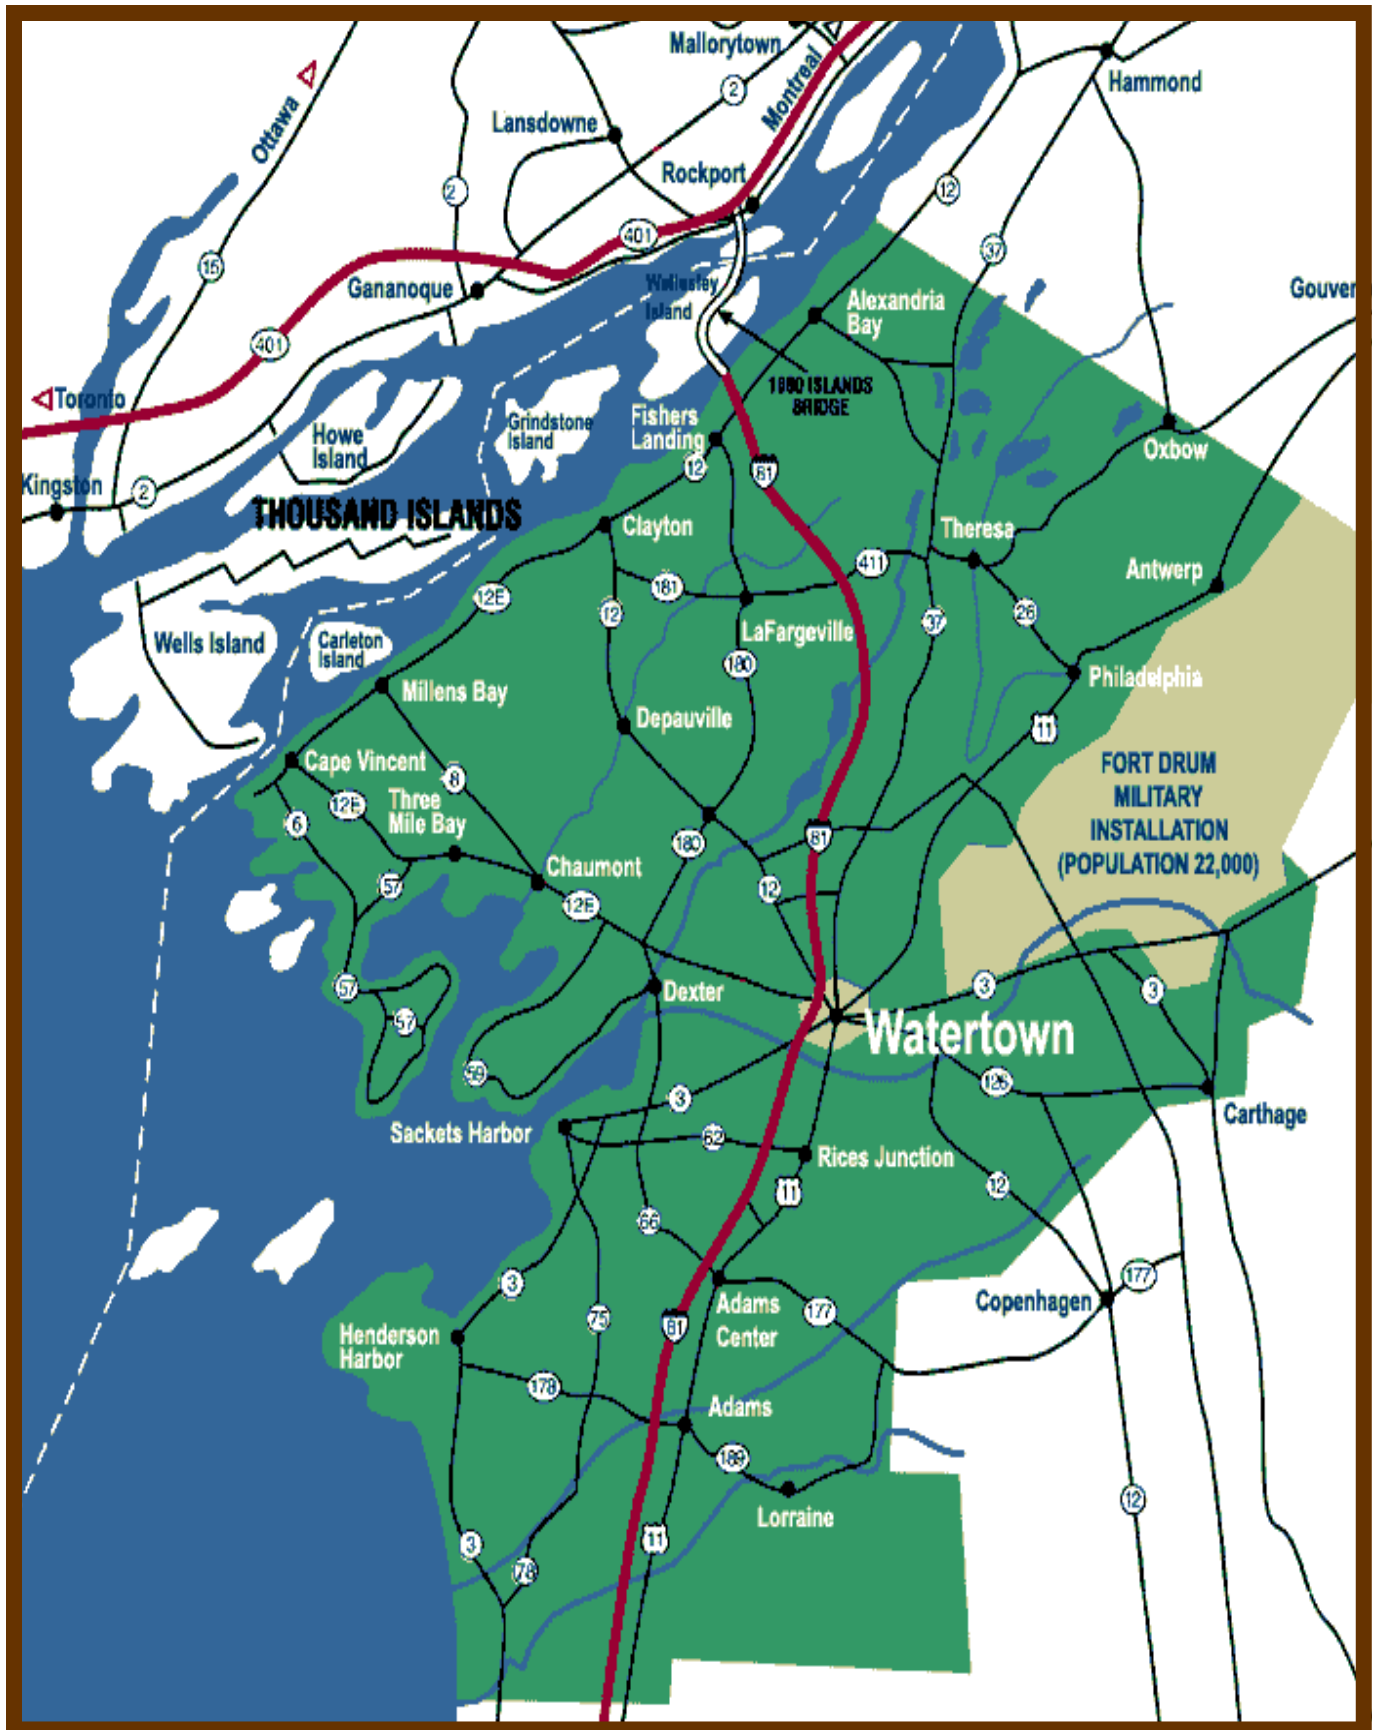 Mallorytown
Montreal
Hammond
2
Lansdowne
Ottawa
Rockport
2
12
401
37
15
Gananoque
Wellesley
Island
Alexandria
Bay
Gouver
401
1000 ISLANDS
BRIDGE
Toronto
Fishers
Landing
Grindstone
Island
Howe
Island
Oxbow
12
81
Kingston
2
THOUSAND ISLANDS
Clayton
Theresa
411
Antwerp
181
12E
12
26
37
LaFargeville
Wells Island
Carleton
Island
180
Philadelphia
Millens Bay
Depauville
11
Cape Vincent
8
FORT DRUM
MILITARY
INSTALLATION
(POPULATION 22,000)
12E
Three
Mile Bay
6
180
81
Chaumont
57
12
12E
57
Dexter
3
3
57
Watertown
59
126
3
Sackets Harbor
62
Carthage
Rices Junction
11
12
66
3
177
Copenhagen
Adams
Center
177
75
81
Henderson
Harbor
178
Adams
189
12
Lorraine
11
3
78